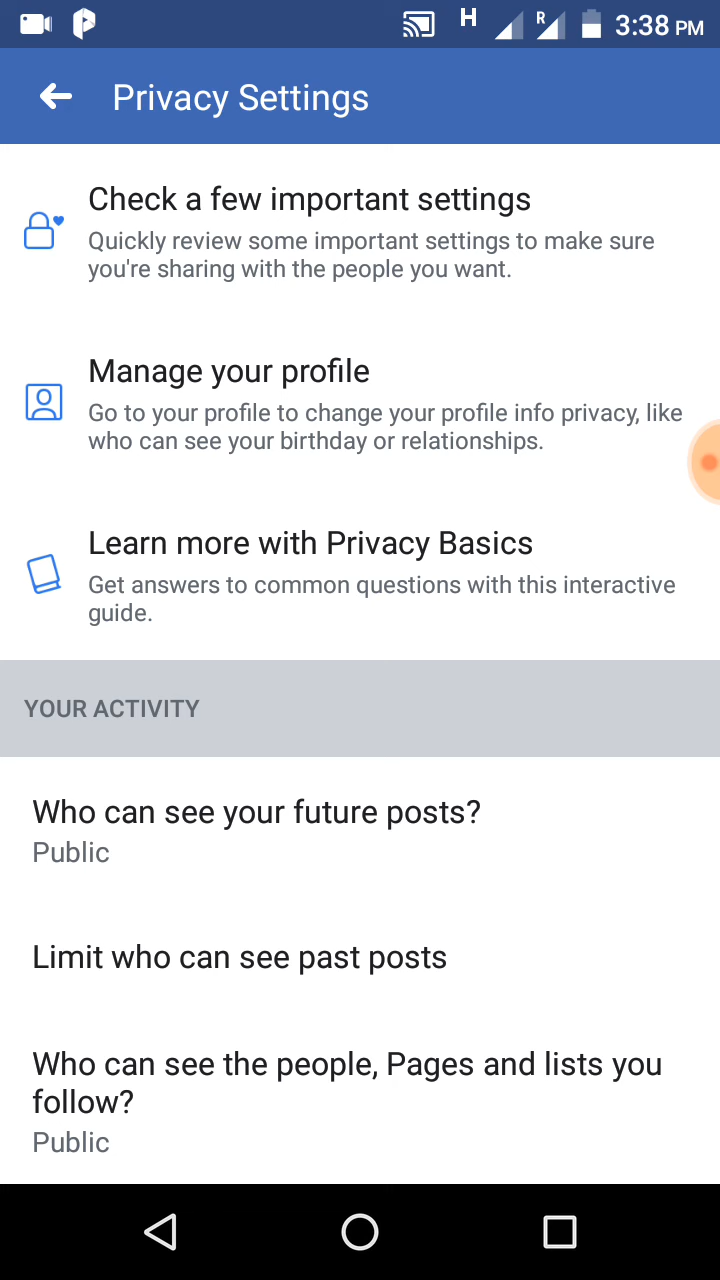 H R 3:38 PM
Privacy Settings
Check a few important settings
Quickly review some important settings to make sure
you're sharing with the people you want.
Manage your profile
Go to your profile to change your profile info privacy, like
who can see your birthday or relationships.
Learn more with Privacy Basics
Get answers to common questions with this interactive
guide.
YOUR ACTIVITY
Who can see your future posts?
Public
Limit who can see past posts
Who can see the people, Pages and lists you
follow?
Public